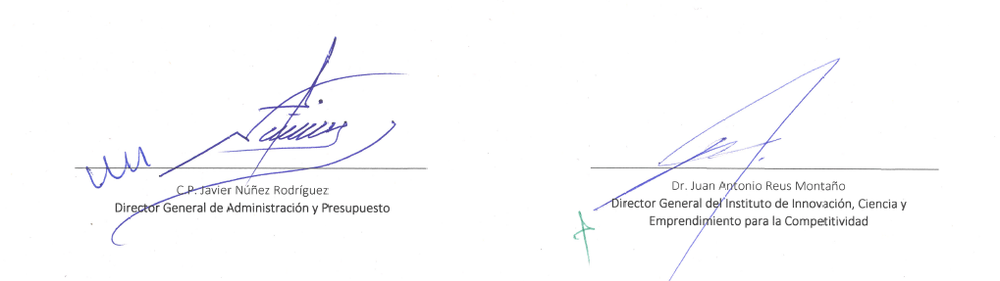 C.P. Javier Núñez Rodríguez
Director General de Administración y Presupuesto
Dr. Juan Antonio Reus Montaño
Director General del Instituto de Innovación, Ciencia y
Emprendimiento para la Competitividad